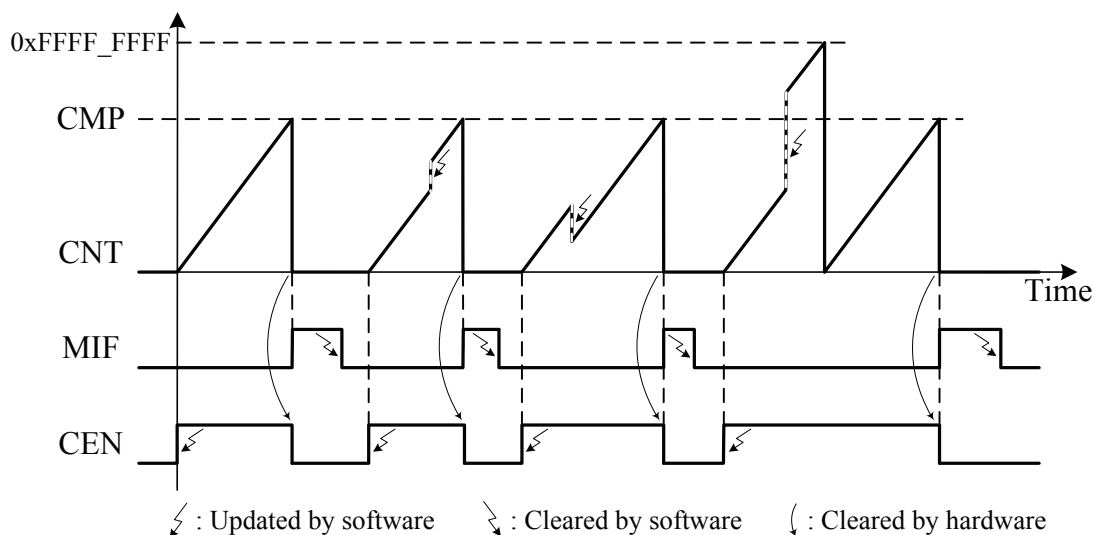 0xFFFF_FFFF
CMP
CNT
Time
MIF
CEN
: Updated by software : Cleared by software : Cleared by hardware